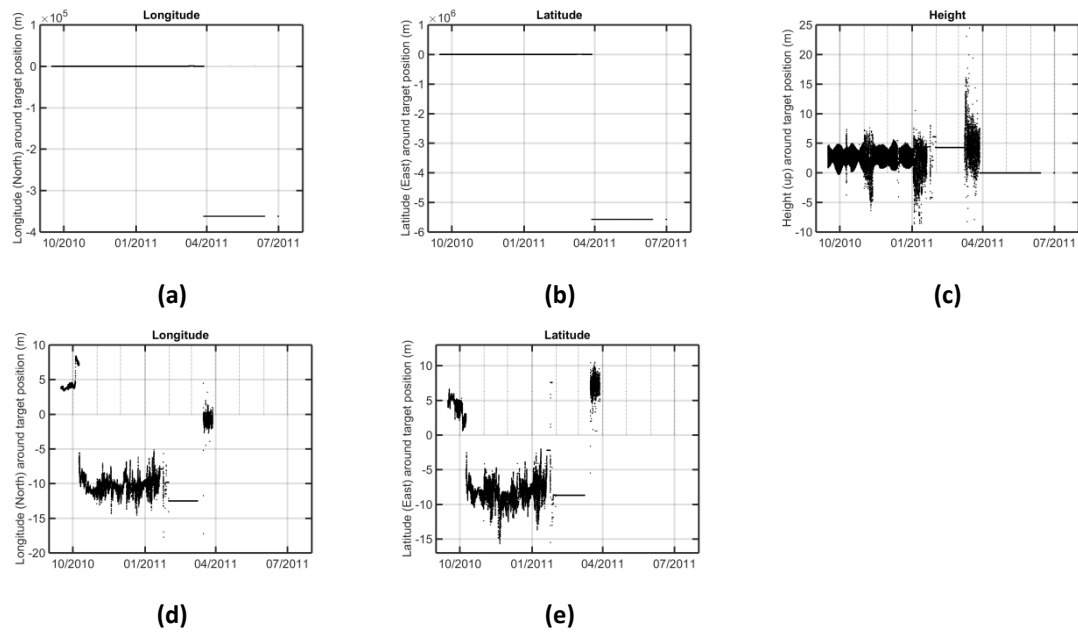 Longitude
×10^5
Longitude (North) around target position (m)
1
0
-1
-2
-3
-4
10/2010 01/2011 04/2011 07/2011
(a)
Latitude
×10^6
Latitude (East) around target position (m)
1
0
-1
-2
-3
-4
-5
-6
10/2010 01/2011 04/2011 07/2011
(b)
Height
Height (up) around target position (m)
25
20
15
10
5
0
-5
-10
10/2010 01/2011 04/2011 07/2011
(c)
Longitude
Longitude (North) around target position (m)
10
5
0
-5
-10
-15
-20
10/2010 01/2011 04/2011 07/2011
(d)
Latitude
Latitude (East) around target position (m)
10
5
0
-5
-10
-15
10/2010 01/2011 04/2011 07/2011
(e)